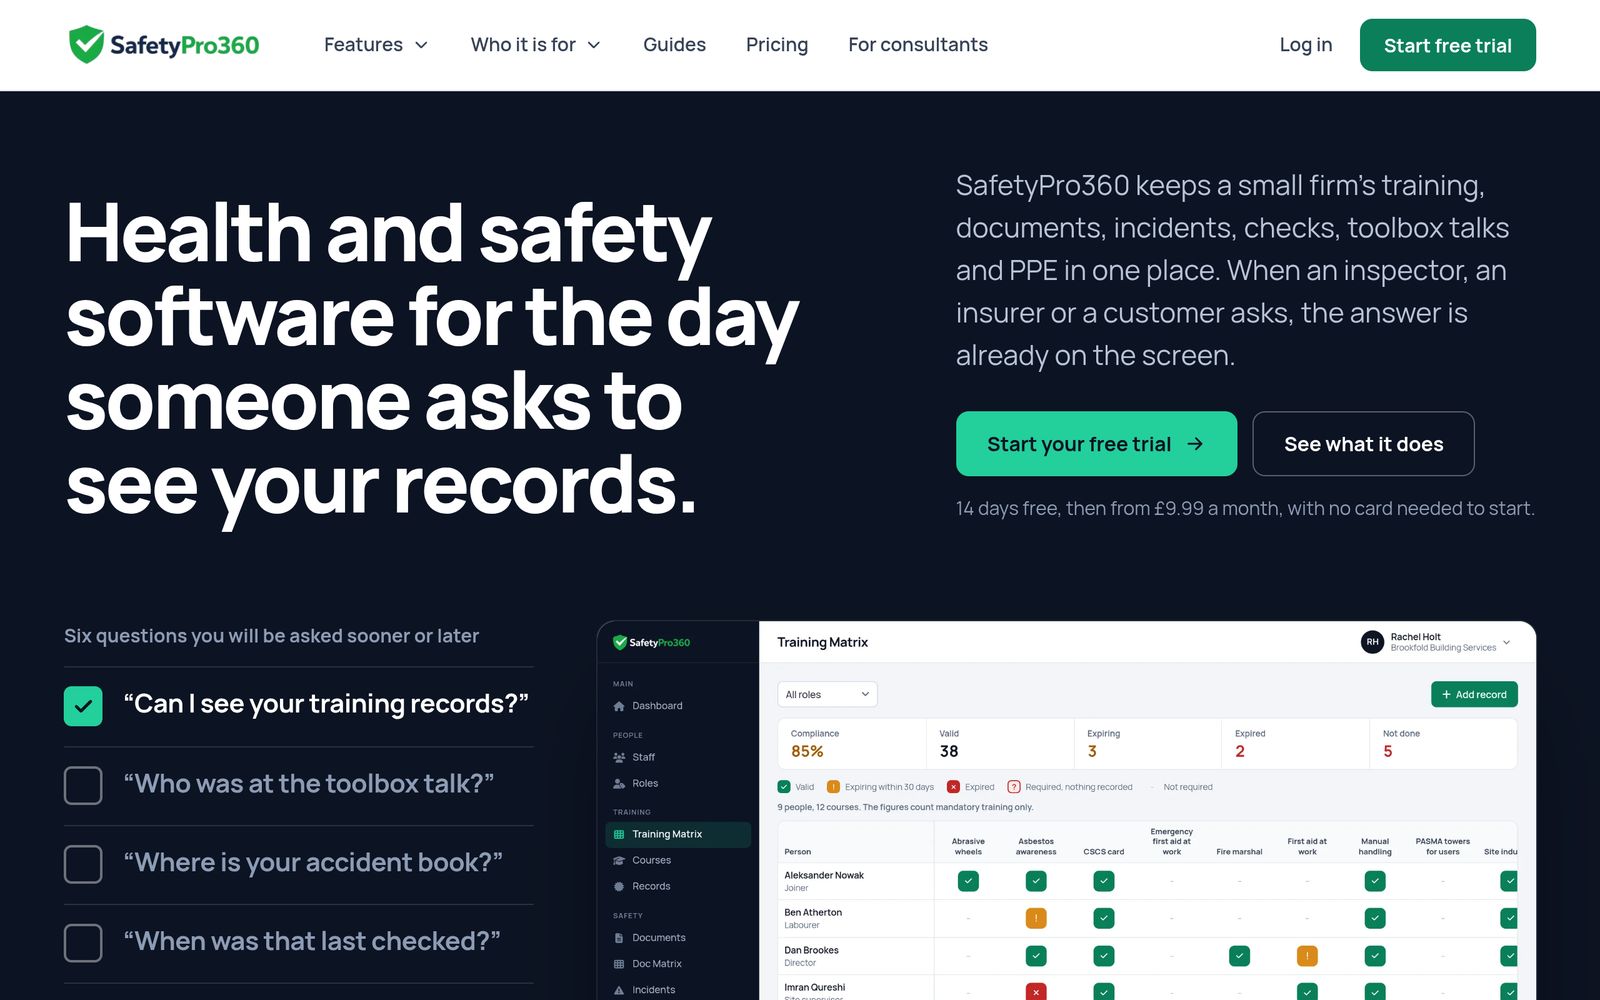 SafetyPro360
Features
Who it is for
Guides
Pricing
For consultants
Log in
Start free trial
Health and safety
software for the day
someone asks to
see your records.
SafetyPro360 keeps a small firm's training,
documents, incidents, checks, toolbox talks
and PPE in one place. When an inspector, an
insurer or a customer asks, the answer is
already on the screen.
Start your free trial →
See what it does
14 days free, then from £9.99 a month, with no card needed to start.
Six questions you will be asked sooner or later
“Can I see your training records?”
“Who was at the toolbox talk?”
“Where is your accident book?”
“When was that last checked?”
SafetyPro360
MAIN
Dashboard
PEOPLE
Staff
Roles
TRAINING
Training Matrix
Courses
Records
SAFETY
Documents
Doc Matrix
Incidents
Training Matrix
RH
Rachel Holt
Brookfold Building Services
All roles
+ Add record
Compliance
85%
Valid
38
Expiring
3
Expired
2
Not done
5
Valid
! Expiring within 30 days
Expired
? Required, nothing recorded
- Not required
9 people, 12 courses. The figures count mandatory training only.
Person
Abrasive
wheels
Asbestos
awareness
CSCS card
Emergency
first aid at
work
Fire marshal
First aid at
work
Manual
handling
PASMA towers
for users
Site indu
Aleksander Nowak
Joiner
Ben Atherton
Labourer
Dan Brookes
Director
Imran Qureshi
Site supervisor